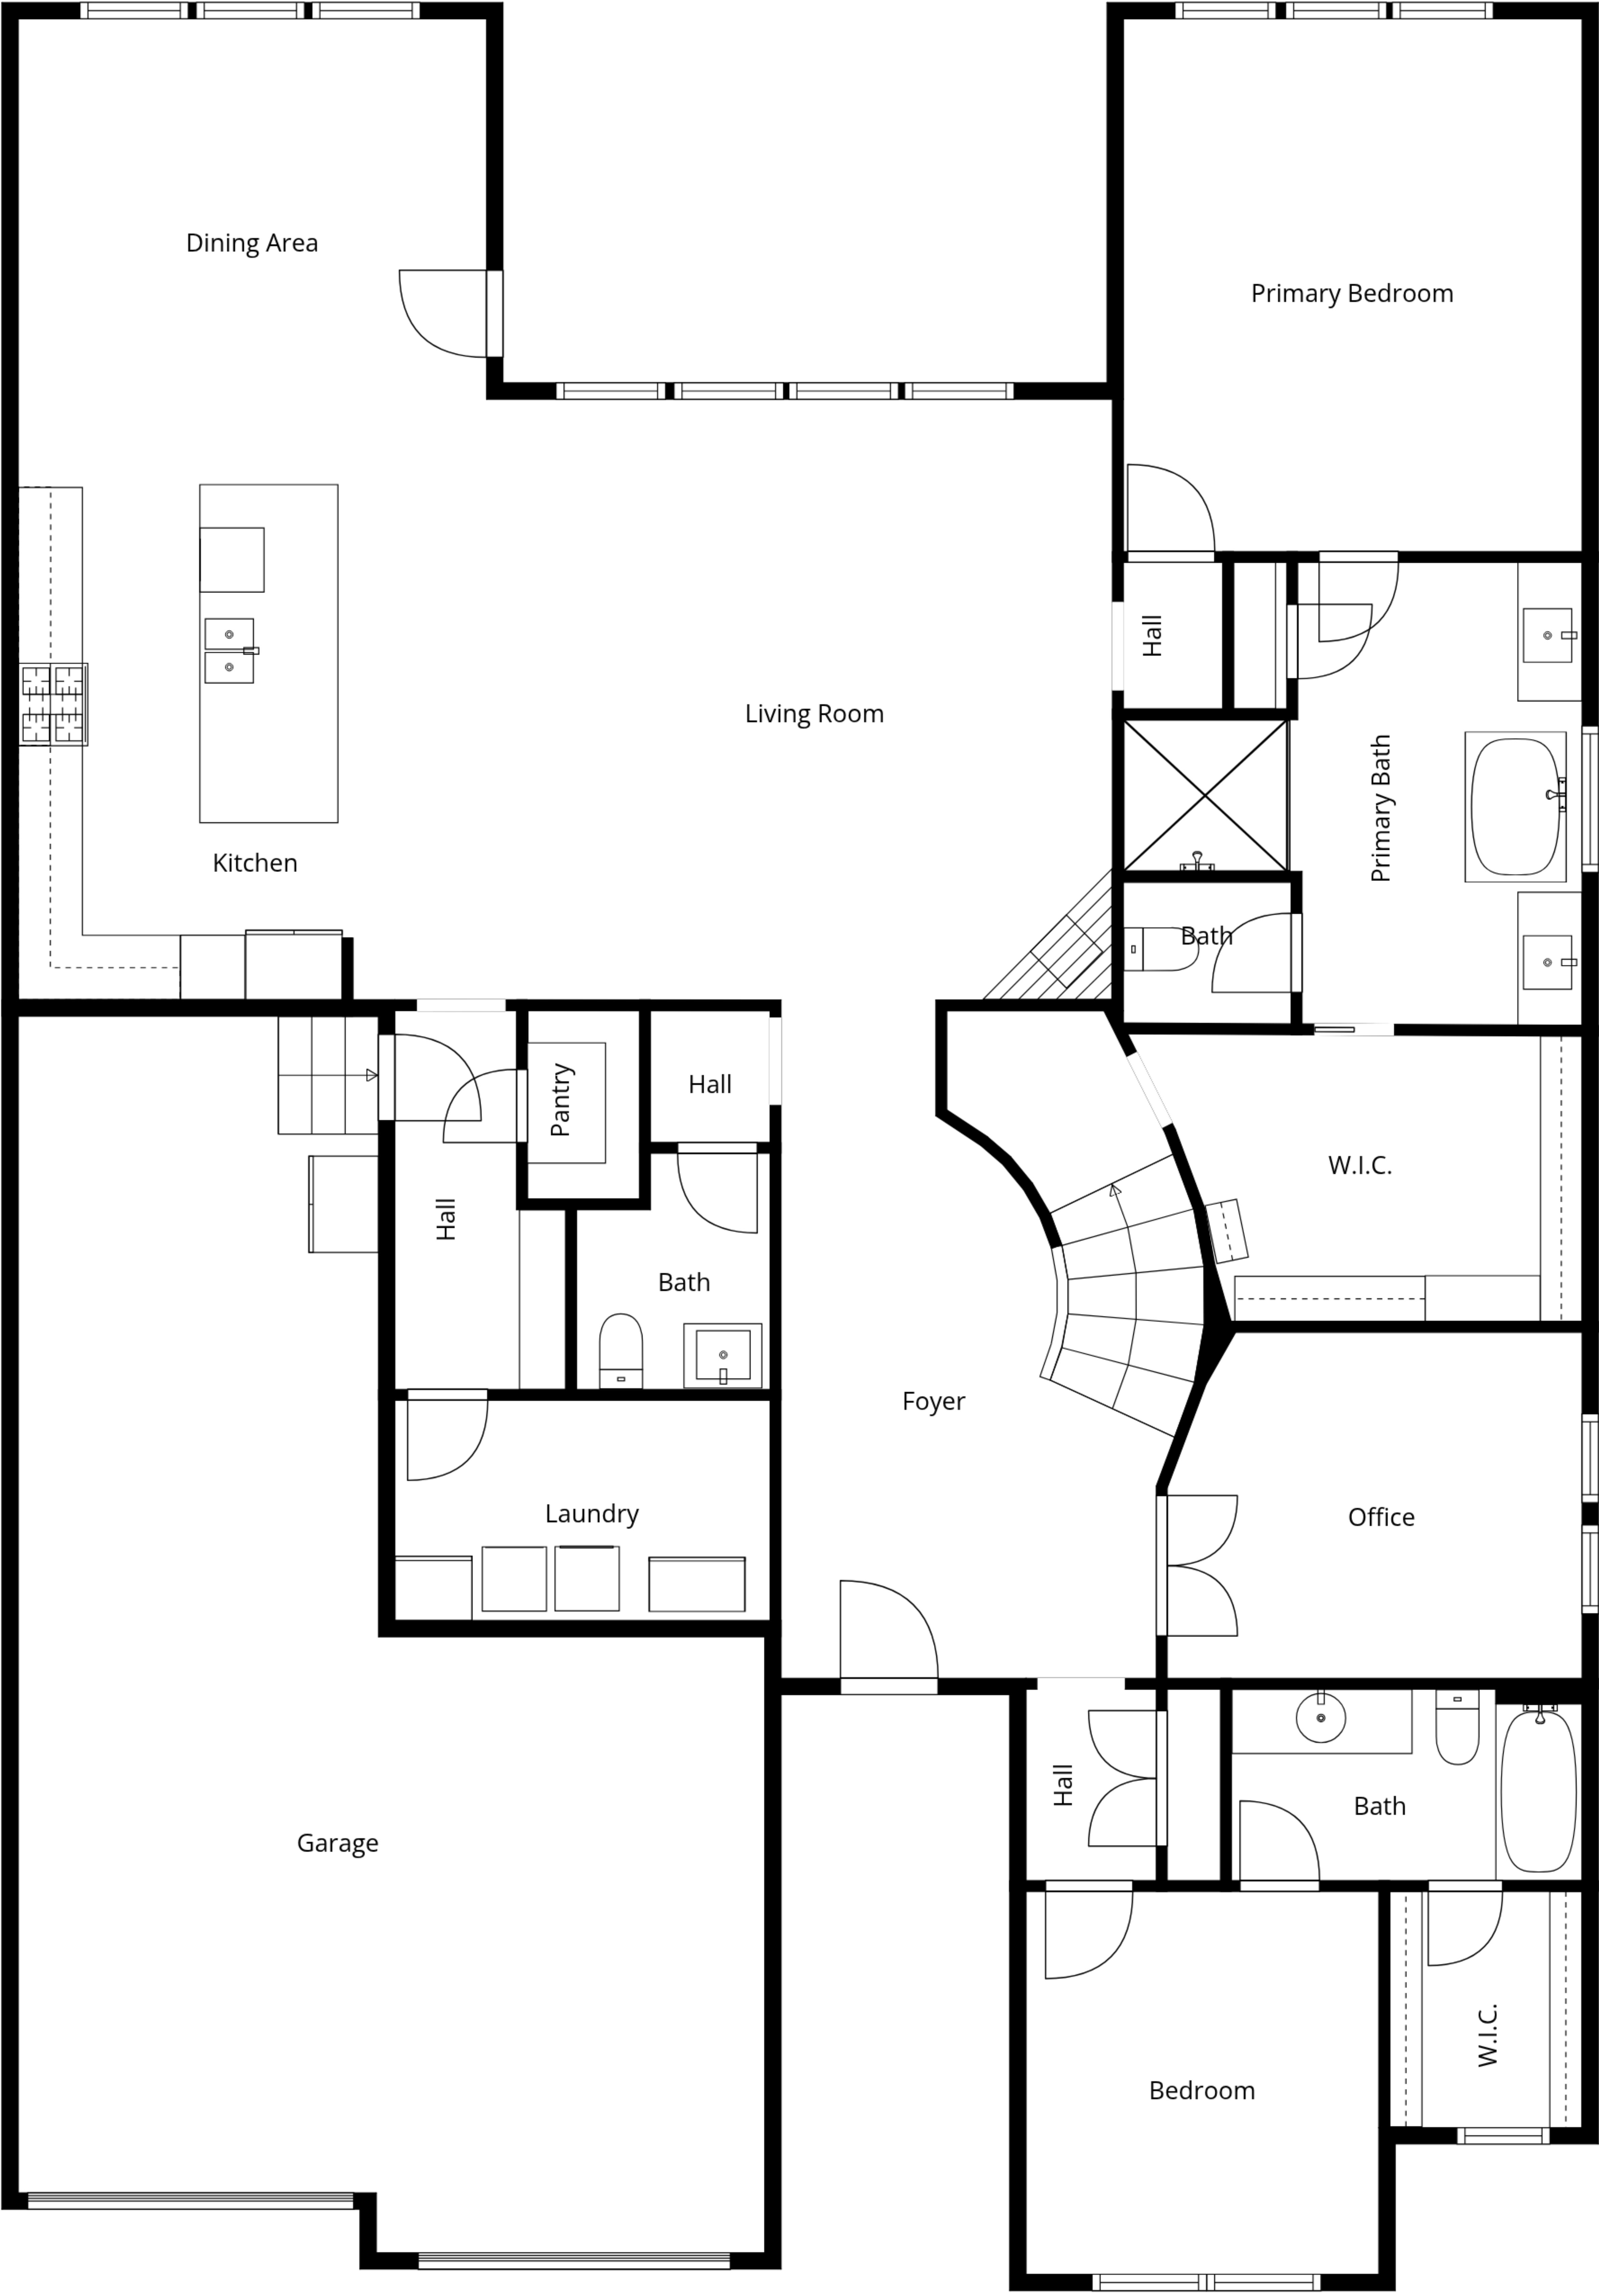 Dining Area
Primary Bedroom
Hall
Living Room
Primary Bath
Kitchen
Bath
Hall
Pantry
W.I.C.
Hall
Bath
Foyer
Laundry
Office
Hall
Bath
Garage
W.I.C.
Bedroom